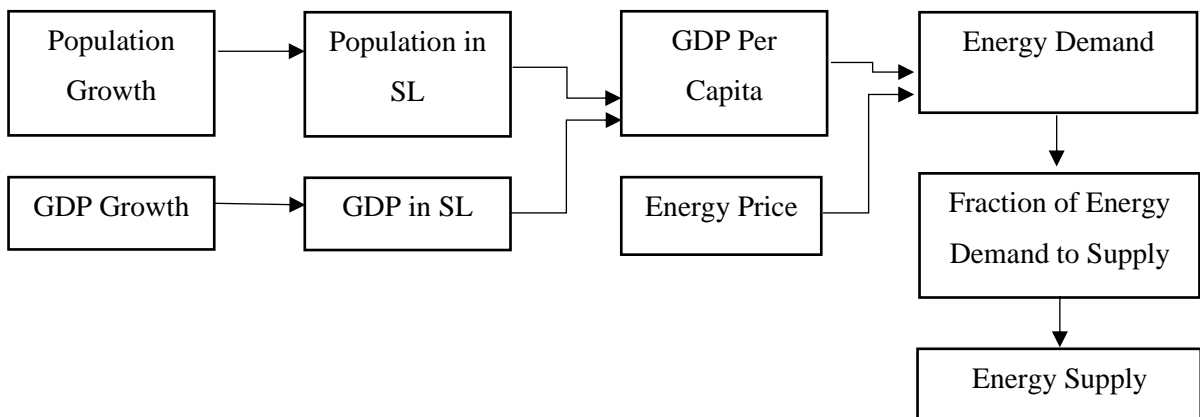 Population
Growth
Population in
SL
GDP Per
Capita
Energy Demand
GDP Growth
GDP in SL
Energy Price
Fraction of Energy
Demand to Supply
Energy Supply